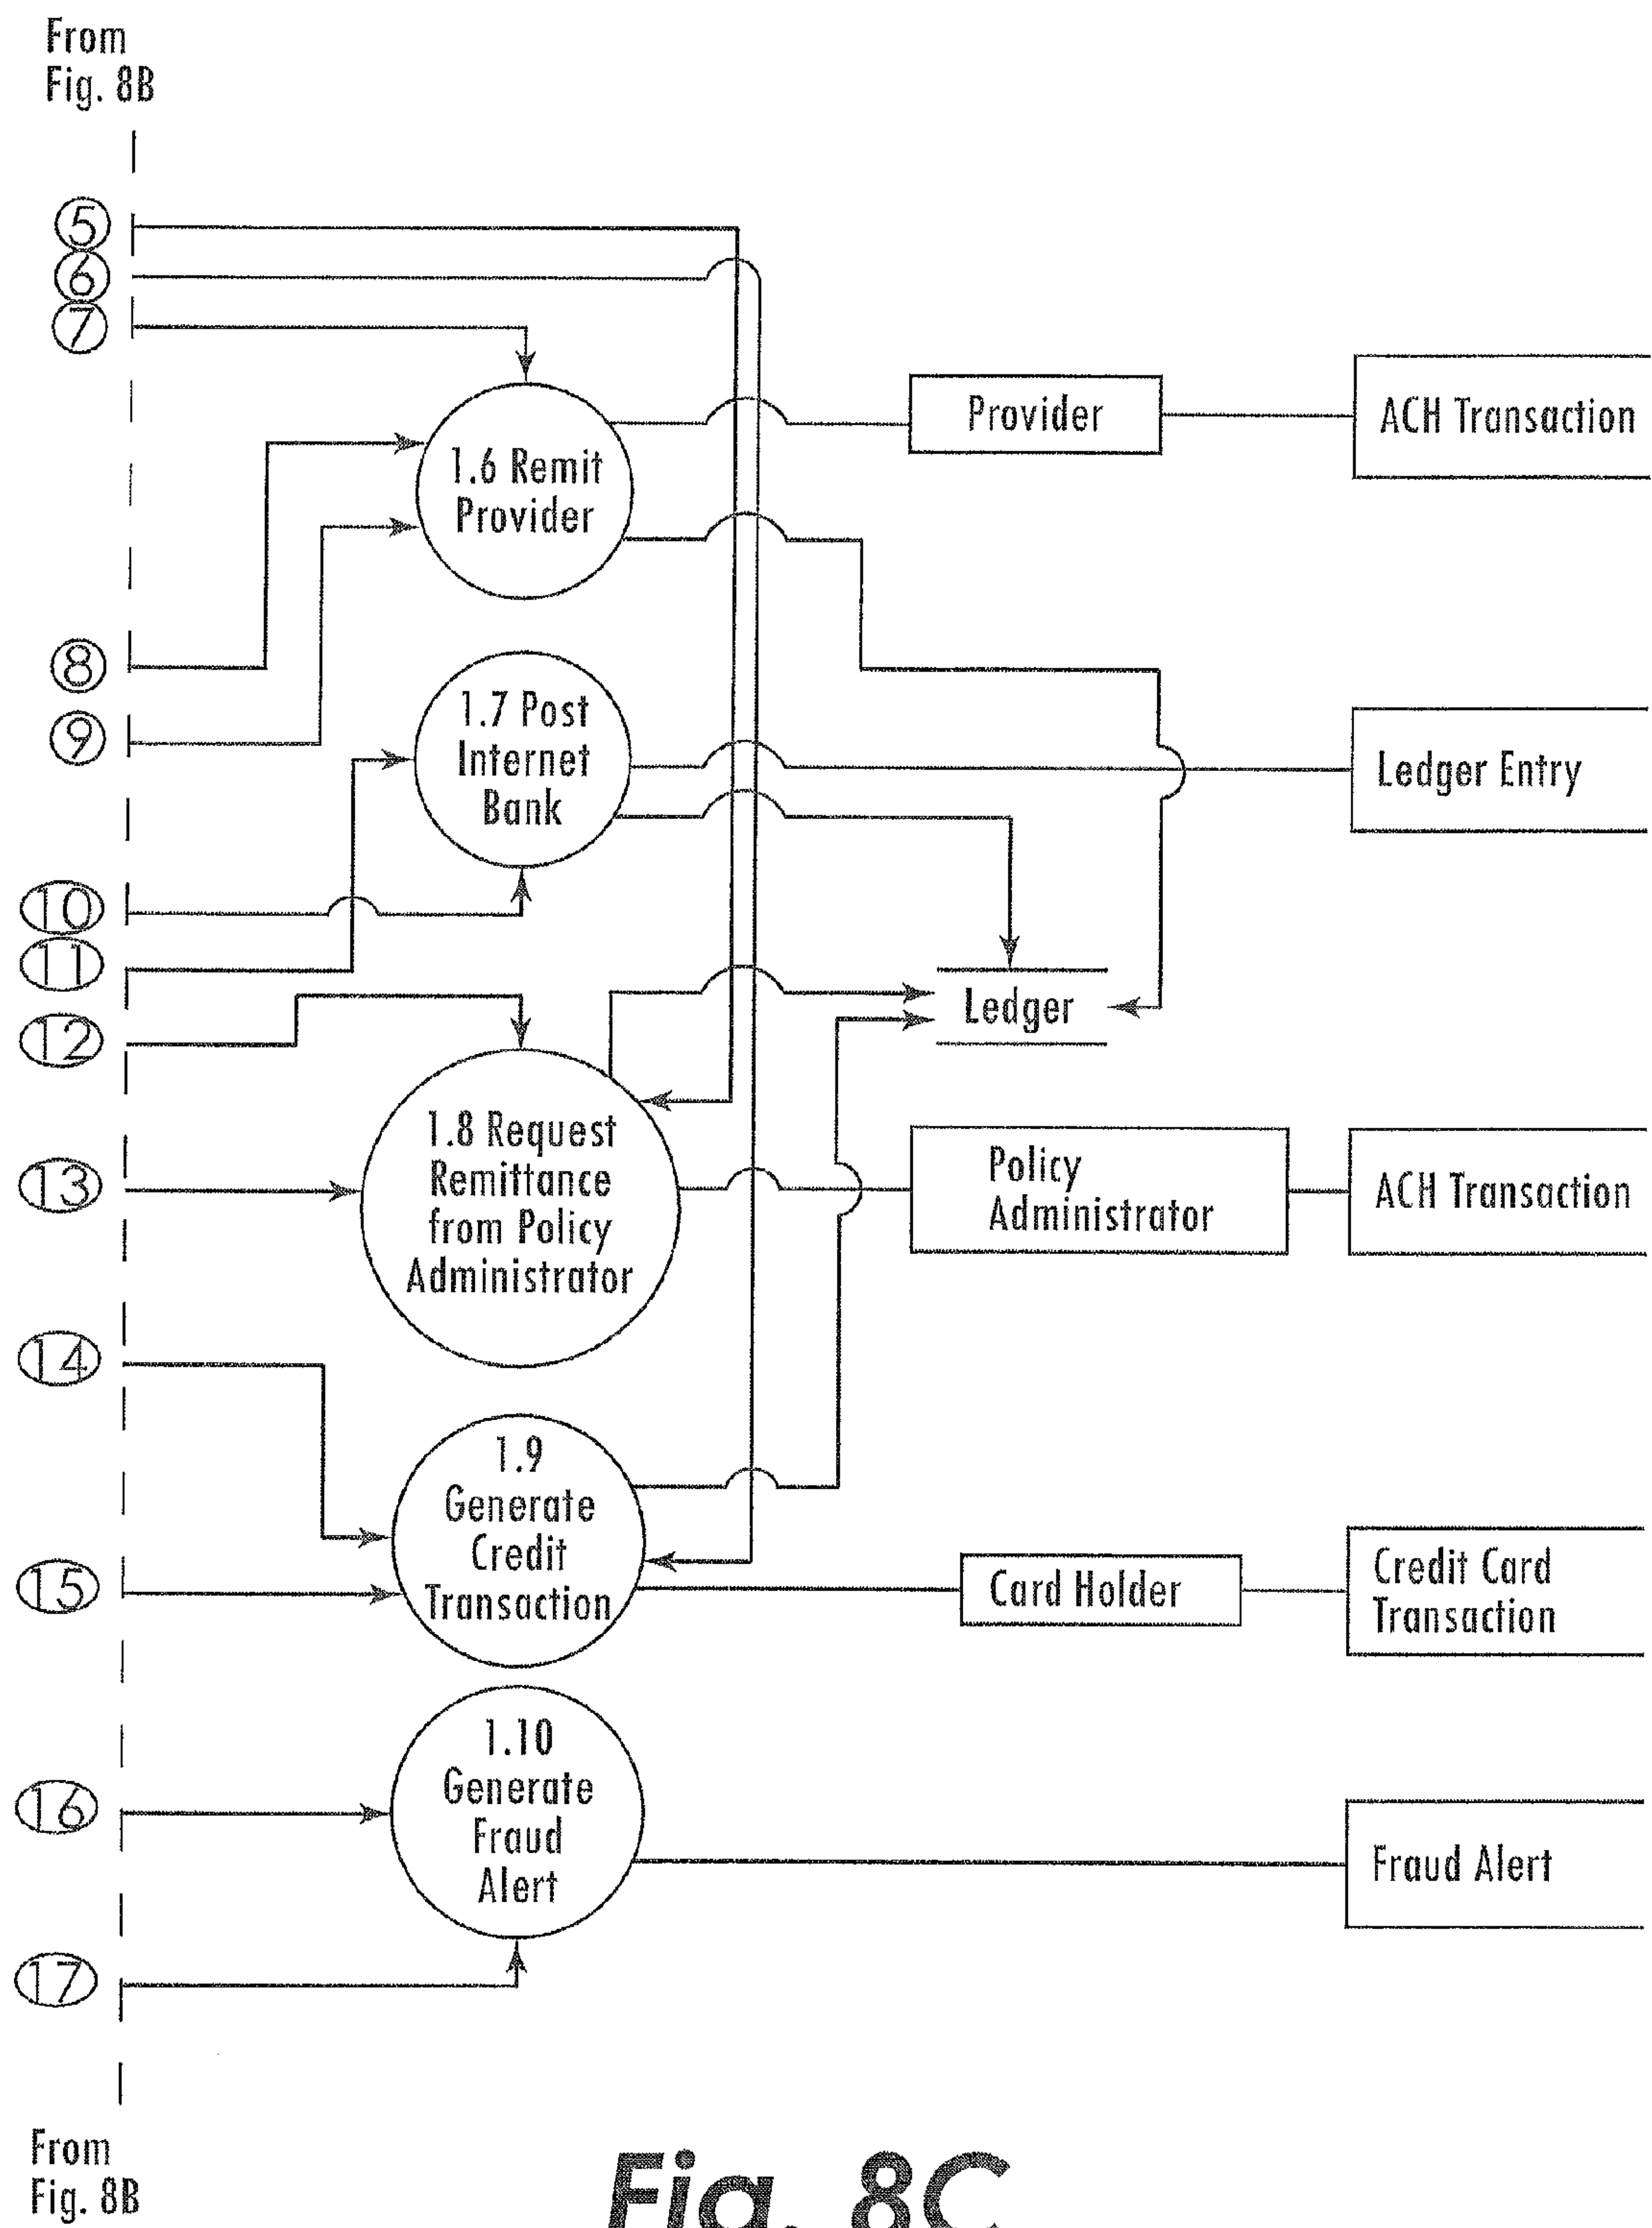 From
Fig. 8B
5
6
7
1.6 Remit
Provider
Provider
ACH Transaction
8
9
1.7 Post
Internet
Bank
Ledger Entry
10
11
12
Ledger
13
1.8 Request
Remittance
from Policy
Administrator
Policy
Administrator
ACH Transaction
14
15
1.9
Generate
Credit
Transaction
Card Holder
Credit Card
Transaction
16
1.10
Generate
Fraud
Alert
Fraud Alert
17
From
Fig. 8B
Fig. 8C